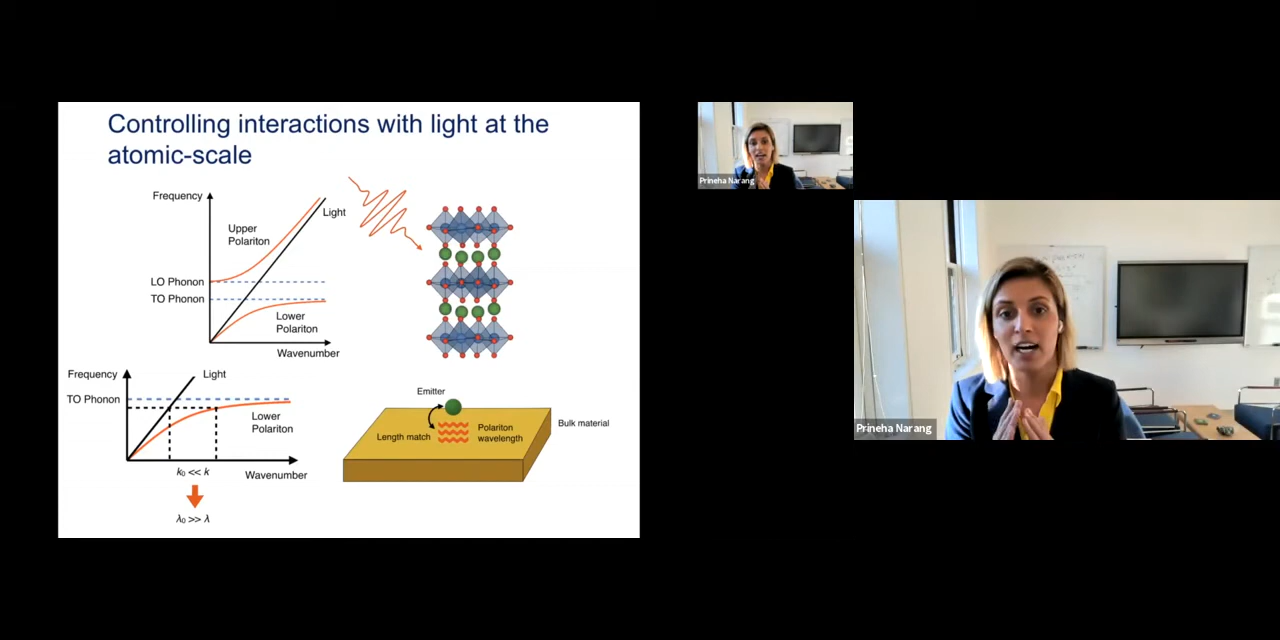 Controlling interactions with light at the
atomic-scale
Frequency
Light
Upper
Polariton
LO Phonon
TO Phonon
Lower
Polariton
Wavenumber
Frequency
Light
TO Phonon
Lower
Polariton
k₀ << k
Wavenumber
λ₀ >> λ
Emitter
Length match
Polariton
wavelength
Bulk material
Prineha Narang
Prineha Narang